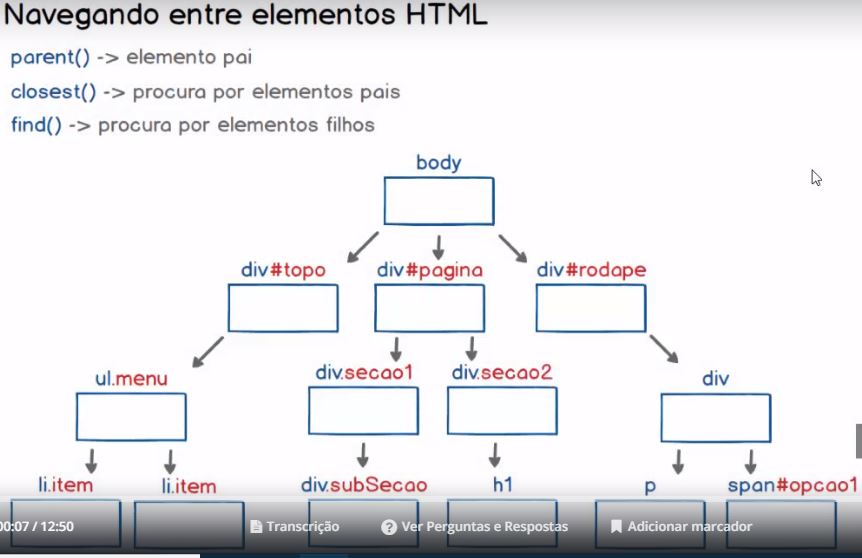 Navegando entre elementos HTML
parent() -> elemento pai
closest() -> procura por elementos pais
find() -> procura por elementos filhos
body
div#topo div#pagina div#rodape
ul.menu div.secao1 div.secao2 div
li.item li.item div.subSecao h1 p span#opcao1
00:07 / 12:50 Transcrição Ver Perguntas e Respostas Adicionar marcador